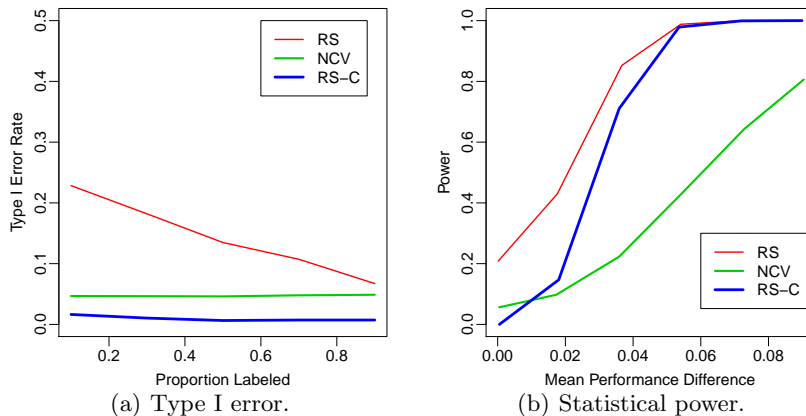 RS
NCV
RS-C
Type I Error Rate
0.0
0.1
0.2
0.3
0.4
0.5
0.2
0.4
0.6
0.8
Proportion Labeled
(a) Type I error.
RS
NCV
RS-C
Power
0.0
0.2
0.4
0.6
0.8
1.0
0.00
0.02
0.04
0.06
0.08
Mean Performance Difference
(b) Statistical power.